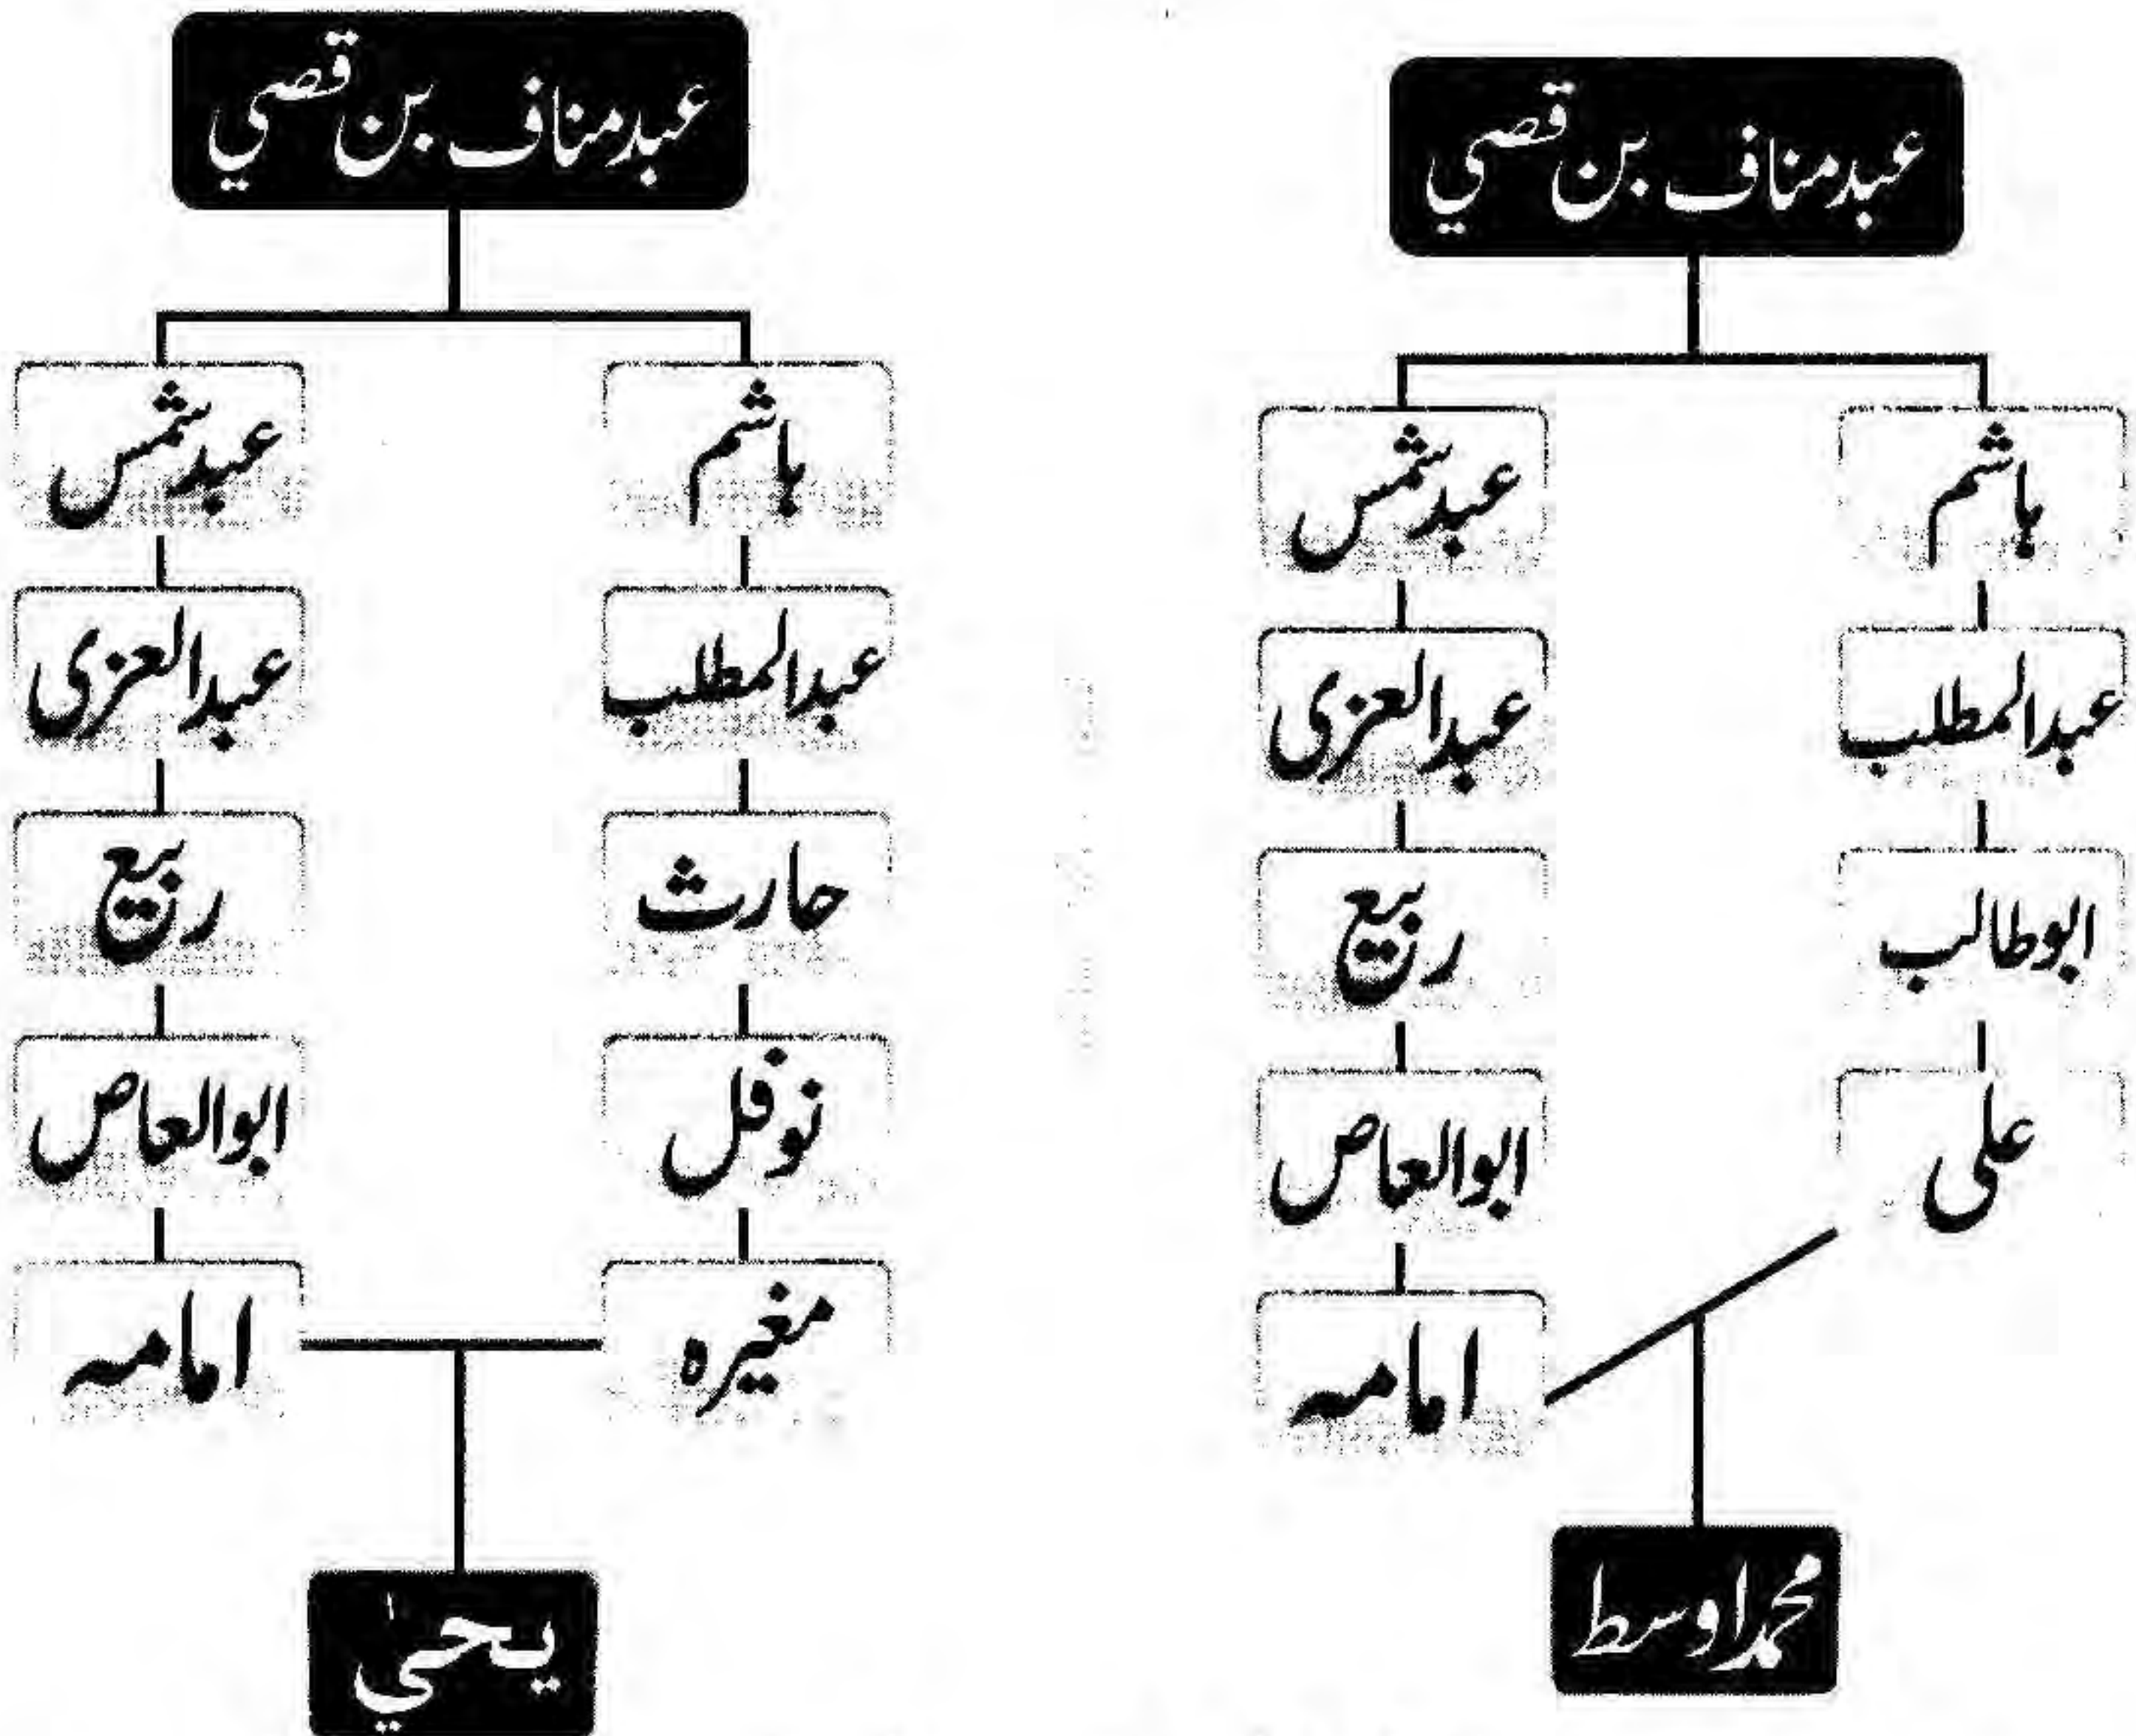 عبدمناف بن قصي
ہاشم
عبدالمطلب
ابوطالب
علی
عبدشمس
عبدالعزی
ربیع
ابوالعاص
امامہ
محمداوسط
عبدمناف بن قصي
ہاشم
عبدالمطلب
حارث
نوفل
مغیرہ
عبدشمس
عبدالعزی
ربیع
ابوالعاص
امامہ
یحيٰ